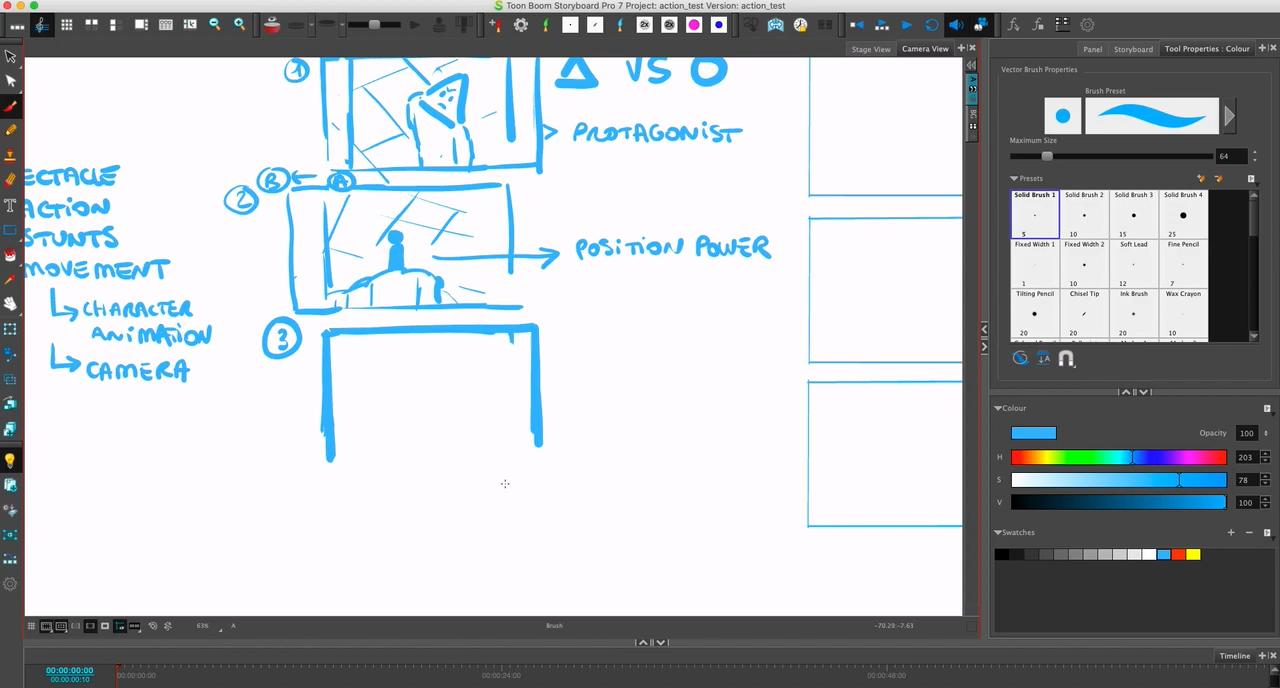 Toon Boom Storyboard Pro 7 Project: action_test Version: action_test
Stage View
Camera View
Panel
Storyboard
Tool Properties : Colour
Vector Brush Properties
Brush Preset
Maximum Size
64
Presets
Solid Brush 1
Solid Brush 2
Solid Brush 3
Solid Brush 4
5
10
15
25
Fixed Width 1
Fixed Width 2
Soft Lead
Fine Pencil
1
10
12
7
Tilting Pencil
Chisel Tip
Ink Brush
Wax Crayon
20
20
20
10
Colour
Opacity
100
H
203
S
78
V
100
Swatches
1
VS
PROTAGONIST
ECTACLE
ACTION
STUNTS
MOVEMENT
CHARACTER
ANIMATION
CAMERA
B
A
2
POSITION POWER
3
63%
A
Brush
-70.29:-7.63
Timeline
00:00:00:00
00:00:00:10
00:00:00:00
00:00:24:00
00:00:48:00